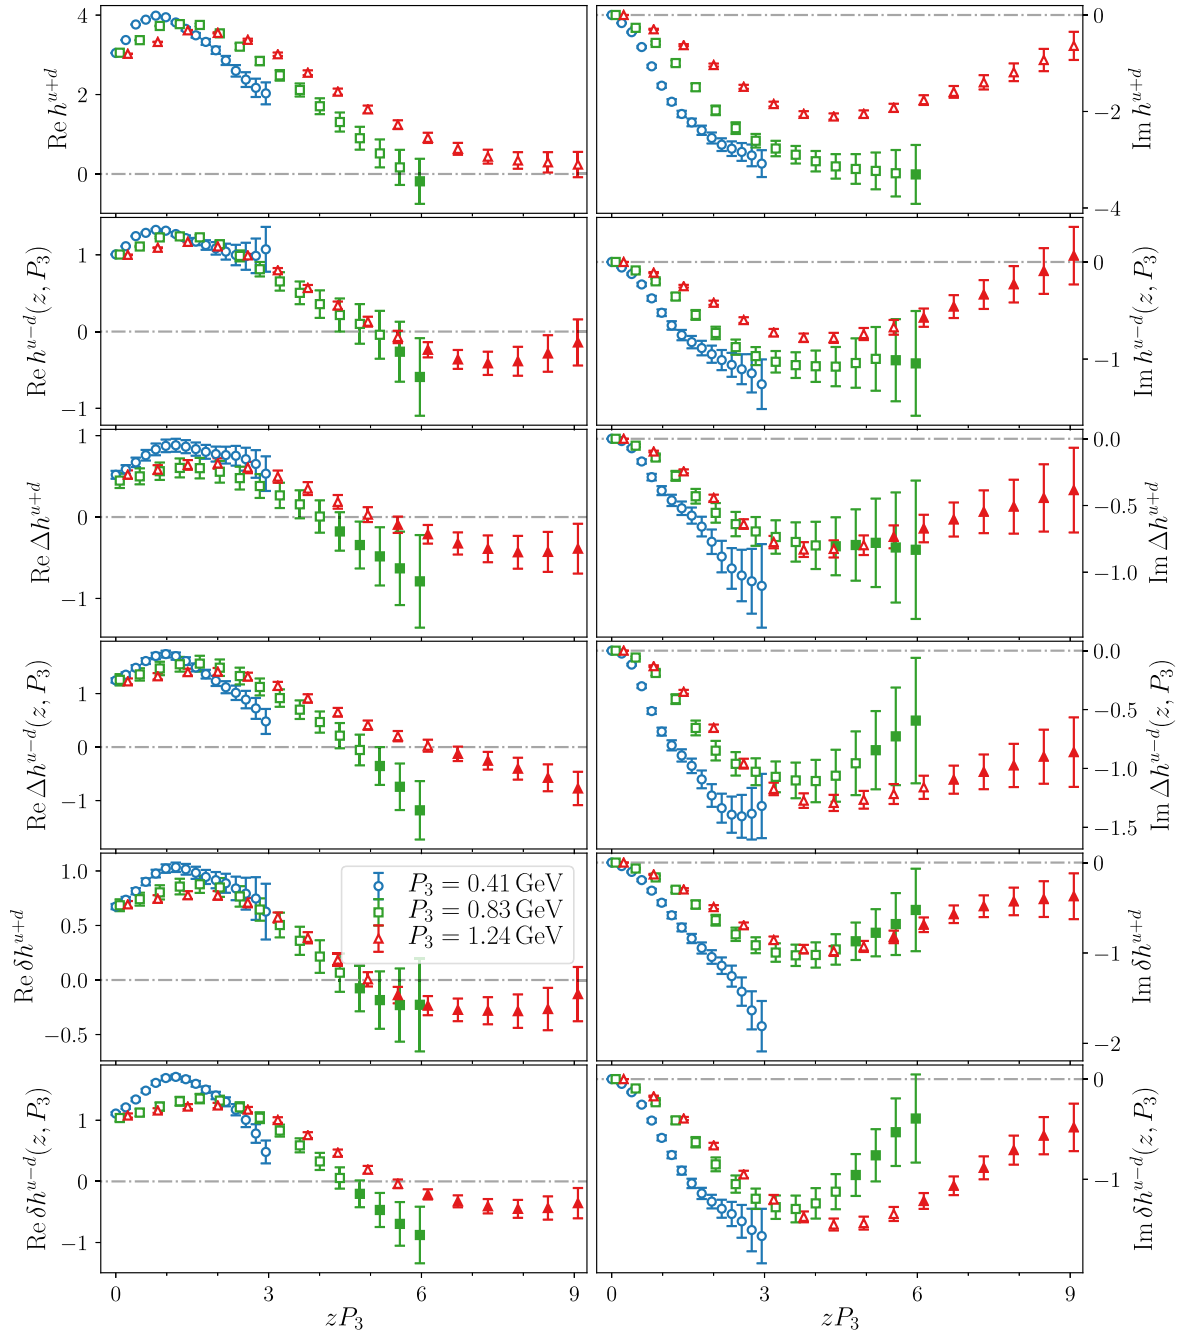 4
2
0
Re h^{u+d}
0
−2
−4
Im h^{u+d}
1
0
−1
Re h^{u−d}(z, P_3)
0
−1
Im h^{u−d}(z, P_3)
1
0
−1
Re Δh^{u+d}
0.0
−0.5
−1.0
Im Δh^{u+d}
1
0
−1
Re Δh^{u−d}(z, P_3)
0.0
−0.5
−1.0
−1.5
Im Δh^{u−d}(z, P_3)
1.0
0.5
0.0
−0.5
Re δh^{u+d}
P_3 = 0.41 GeV
P_3 = 0.83 GeV
P_3 = 1.24 GeV
0
−1
−2
Im δh^{u+d}
1
0
−1
Re δh^{u−d}(z, P_3)
0
−1
Im δh^{u−d}(z, P_3)
0 3 6 9
zP_3
0 3 6 9
zP_3